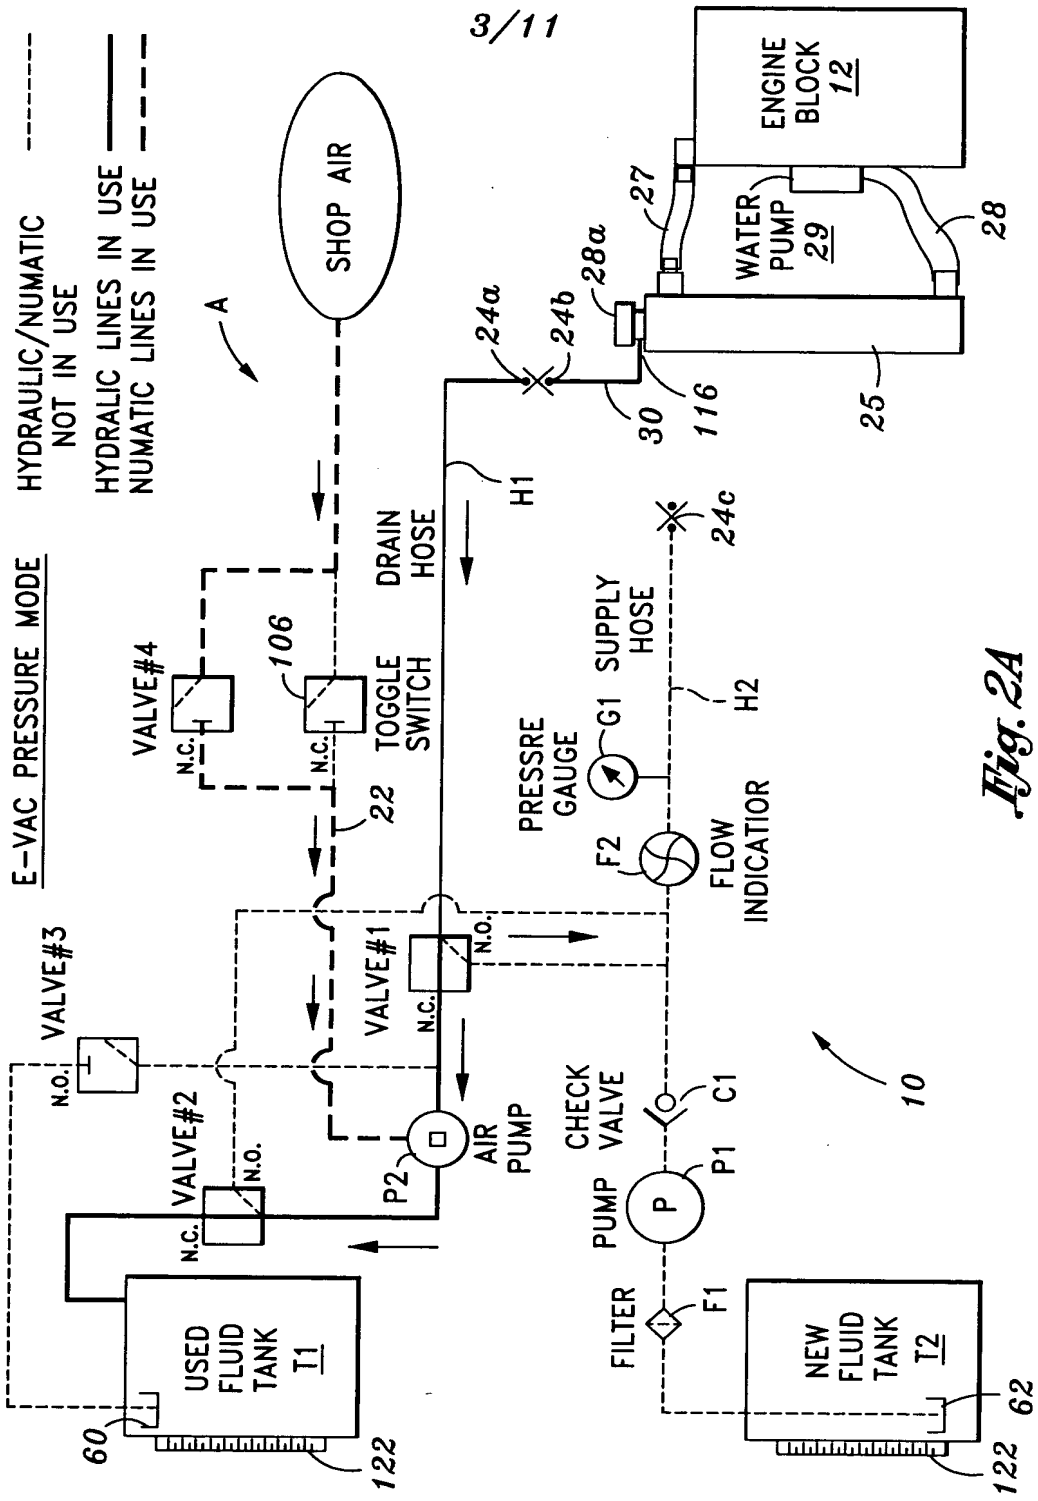 3/11
E-VAC PRESSURE MODE
HYDRAULIC/NUMATIC
NOT IN USE
HYDRALIC LINES IN USE
NUMATIC LINES IN USE
A
SHOP AIR
VALVE#3
N.O.
VALVE#4
N.C.
106
N.C.
TOGGLE
SWITCH
22
DRAIN
HOSE
H1
24a
24b
30
116
28a
27
WATER
PUMP
29
ENGINE
BLOCK
12
28
25
VALVE#2
N.C.
N.O.
VALVE#1
N.C.
N.O.
P2
AIR
PUMP
USED
FLUID
TANK
T1
60
122
PRESSRE
GAUGE
G1
SUPPLY
HOSE
24c
H2
F2
FLOW
INDICATIOR
CHECK
VALVE
C1
PUMP
P
P1
FILTER
F1
NEW
FLUID
TANK
T2
62
122
10
Fig. 2A